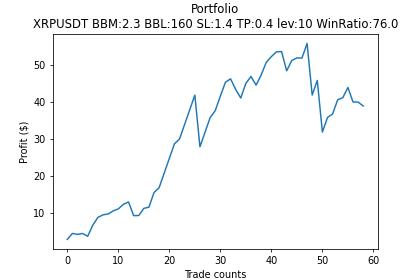 Portfolio
XRPUSDT BBM:2.3 BBL:160 SL:1.4 TP:0.4 lev:10 WinRatio:76.0
50
40
30
20
10
Profit ($)
0 10 20 30 40 50 60
Trade counts